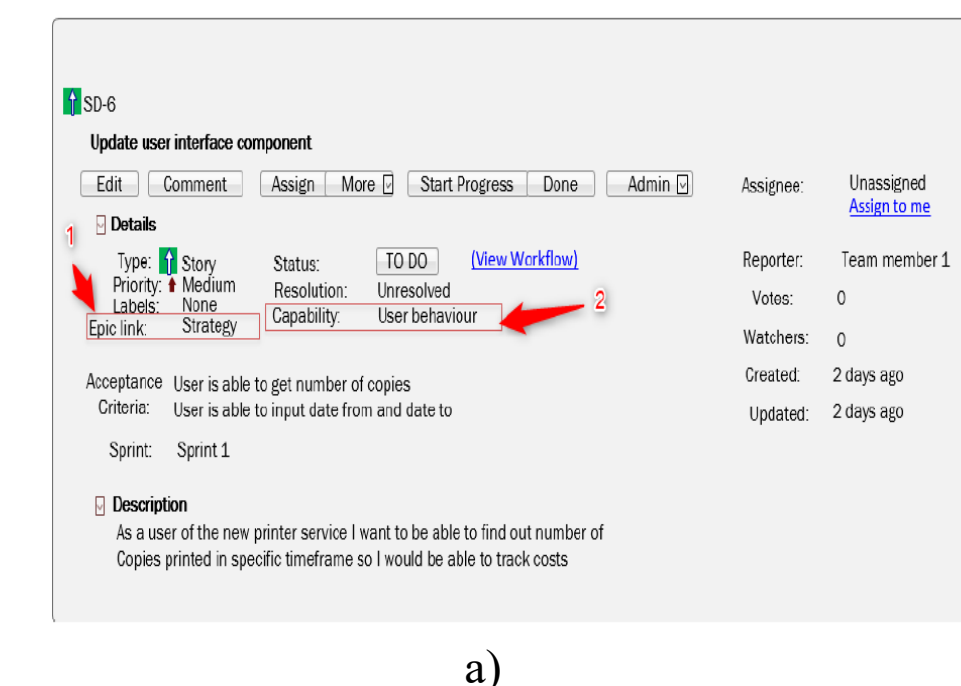 SD-6
Update user interface component
Edit Comment Assign More Start Progress Done Admin
Assignee: Unassigned
Assign to me
Details
1
Type: Story
Priority: Medium
Labels: None
Epic link: Strategy
Status: TO DO (View Workflow)
Resolution: Unresolved
Capability: User behaviour
2
Reporter: Team member 1
Votes: 0
Watchers: 0
Created: 2 days ago
Updated: 2 days ago
Acceptance Criteria: User is able to get number of copies
User is able to input date from and date to
Sprint: Sprint 1
Description
As a user of the new printer service I want to be able to find out number of
Copies printed in specific timeframe so I would be able to track costs
a)